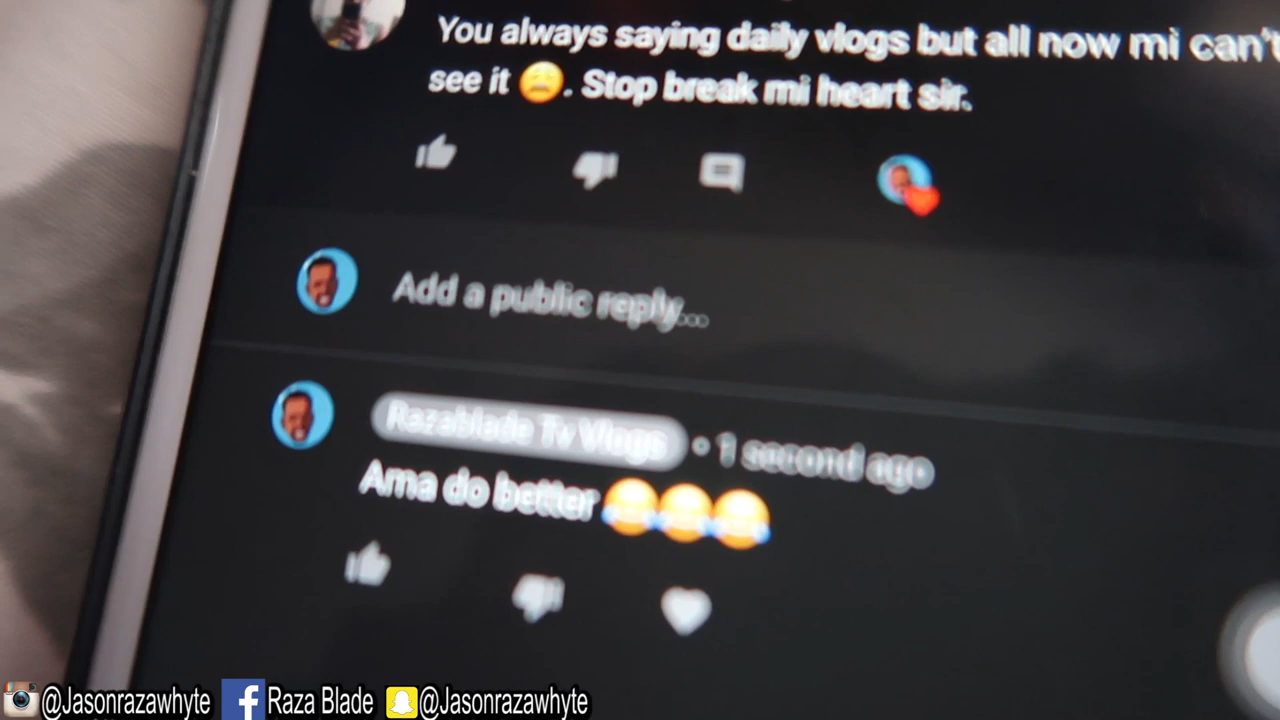 You always saying daily vlogs but all now mi can't
see it 😩. Stop break mi heart sir.
Add a public reply...
Razablade Tv Vlogs • 1 second ago
Ama do better 😂😂😂
@Jasonrazawhyte f Raza Blade @Jasonrazawhyte